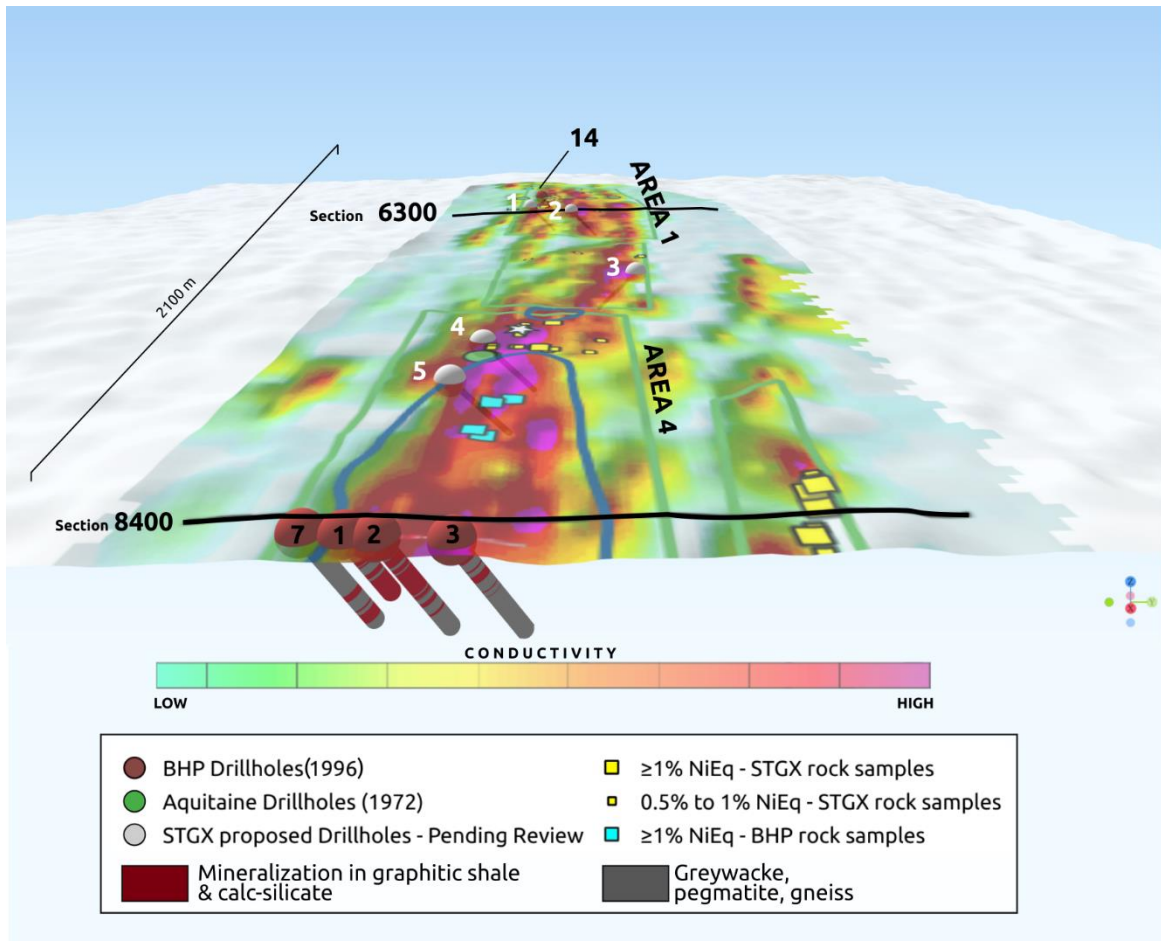 14
AREA 1
1
2
Section 6300
3
2100 m
4
AREA 4
5
Section 8400
7
1
2
3
Z
X
Y
CONDUCTIVITY
LOW
HIGH
BHP Drillholes(1996)
Aquitaine Drillholes (1972)
STGX proposed Drillholes - Pending Review
Mineralization in graphitic shale
& calc-silicate
≥1% NiEq - STGX rock samples
0.5% to 1% NiEq - STGX rock samples
≥1% NiEq - BHP rock samples
Greywacke,
pegmatite, gneiss